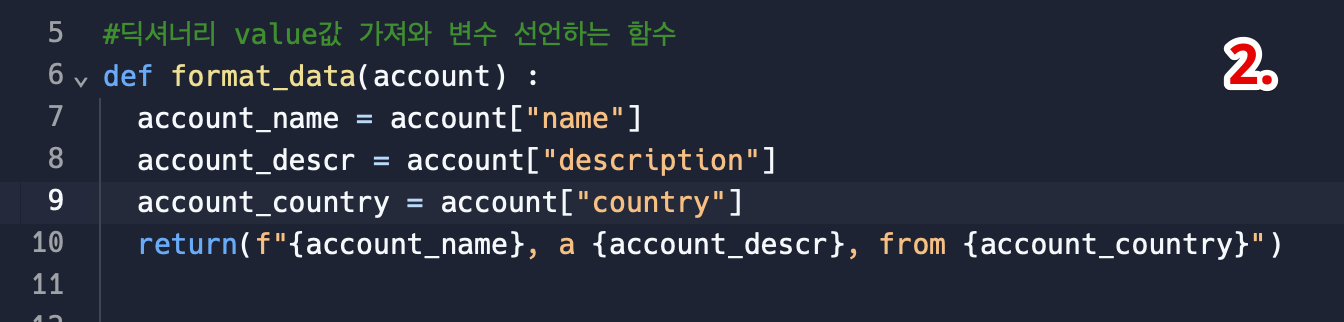 5 #딕셔너리 value값 가져와 변수 선언하는 함수
2.
6 def format_data(account) :
7 account_name = account["name"]
8 account_descr = account["description"]
9 account_country = account["country"]
10 return(f"{account_name}, a {account_descr}, from {account_country}")
11